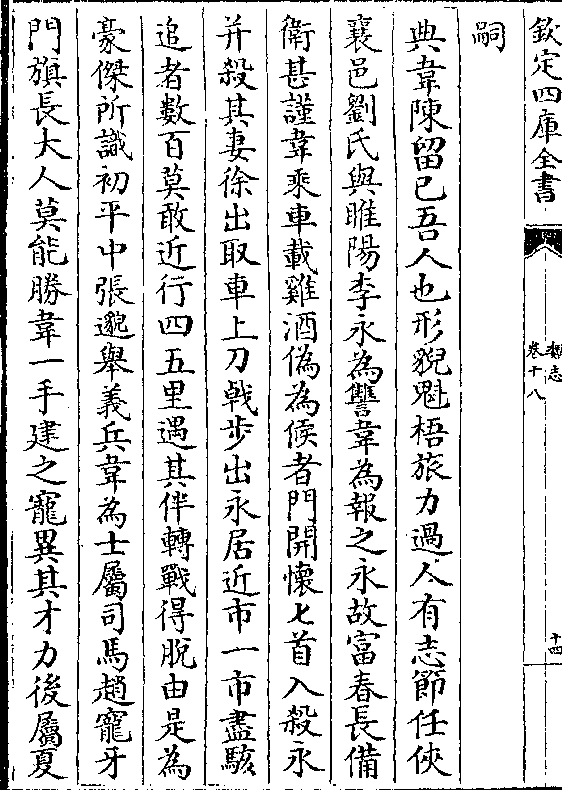 欽定四庫全書
魏志
卷十八
十四
嗣
典韋陳留已吾人也形貌魁梧旅力過人有志節任俠
襄邑劉氏與睢陽李永為讐韋為報之永故富春長備
衛甚謹韋乘車載雞酒偽為候者門開懷匕首入殺永
并殺其妻徐出取車上刀㦸步出永居近市一市盡駭
追者數百莫敢近行四五里遇其伴轉戰得脫由是為
豪傑所識初平中張邈舉義兵韋為士屬司馬趙寵牙
門旗長大人莫能勝韋一手建之寵異其才力後屬夏